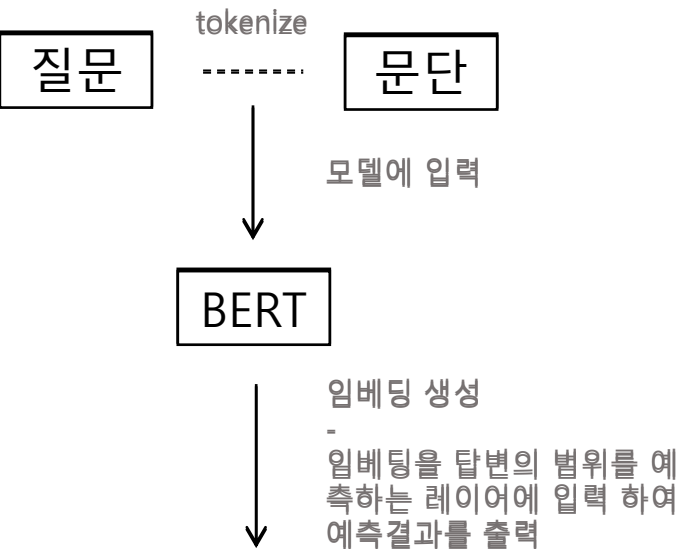 tokenize
질문
문단
모델에 입력
BERT
임베딩 생성
-
임베딩을 답변의 범위를 예
측하는 레이어에 입력 하여
예측결과를 출력